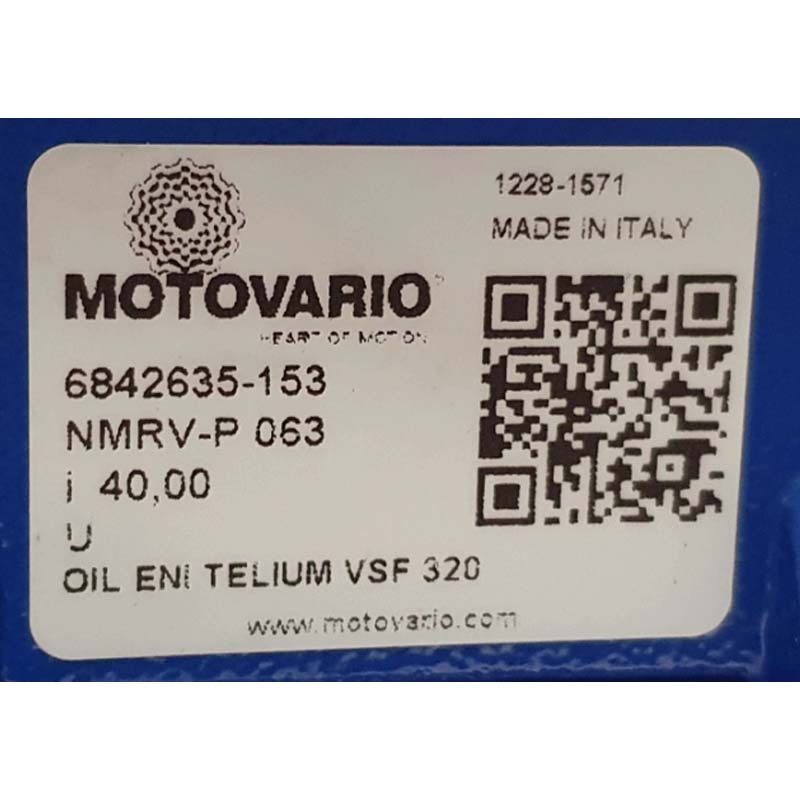 1228-1571
MADE IN ITALY
MOTOVARIO
HEART OF MOTION
6842635-153
NMRV-P 063
i 40,00
U
OIL ENI TELIUM VSF 320
www.motovario.com